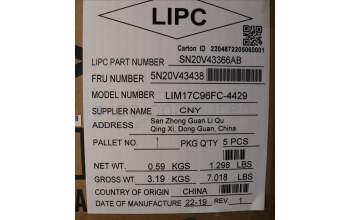 LIPC
Carton ID 2204872205060001
LIPC PART NUMBER SN20V43366AB
FRU NUMBER 5N20V43438
MODEL NUMBER LIM17C96FC-4429
SUPPLIER NAME CNY
ADDRESS San Zhong Guan Li Qu
Qing Xi, Dong Guan, China
PALLET NO. 1 PKG Q'TY 5 PCS
NET WT. 0.59 KGS 1.298 LBS
GROSS WT. 3.19 KGS 7.018 LBS
COUNTRY OF ORIGIN CHINA
DATE OF MANUFACTURE 22-19 REV. 1